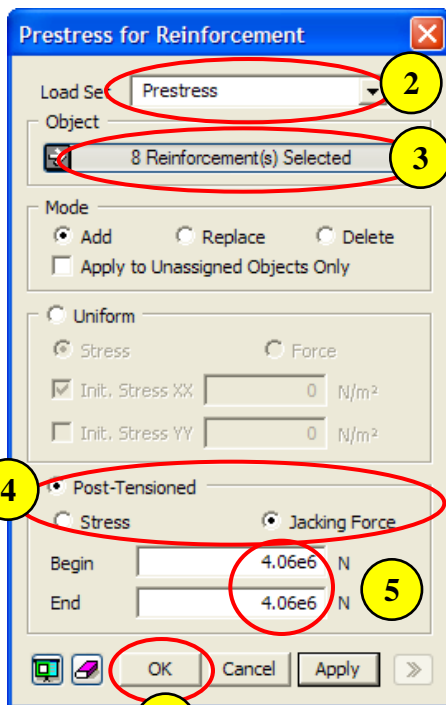 Prestress for Reinforcement
Load Set Prestress 2
Object
8 Reinforcement(s) Selected 3
Mode
Add Replace Delete
Apply to Unassigned Objects Only
Uniform
Stress Force
Init. Stress XX 0 N/m²
Init. Stress YY 0 N/m²
4 Post-Tensioned
Stress Jacking Force
Begin 4.06e6 N
End 4.06e6 N 5
OK Cancel Apply >>